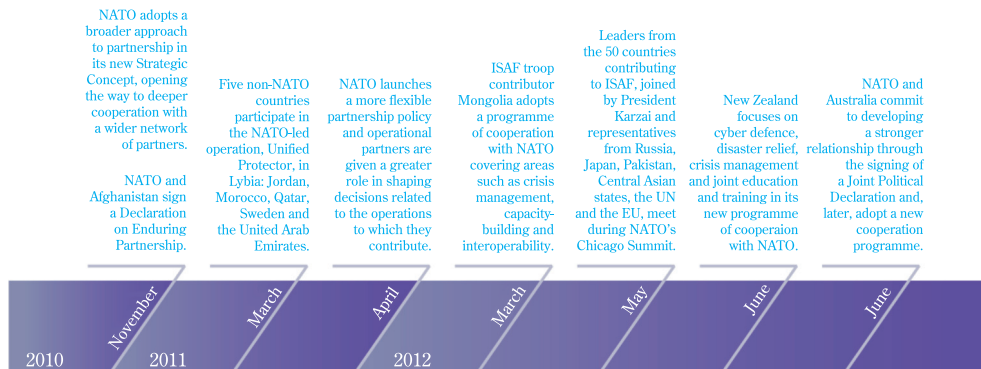 NATO adopts a
broader approach
to partnership in
its new Strategic
Concept, opening
the way to deeper
cooperation with
a wider network
of partners.
NATO and
Afghanistan sign
a Declaration
on Enduring
Partnership.
Five non-NATO
countries
participate in
the NATO-led
operation, Unified
Protector, in
Lybia: Jordan,
Morocco, Qatar,
Sweden and
the United Arab
Emirates.
NATO launches
a more flexible
partnership policy
and operational
partners are
given a greater
role in shaping
decisions related
to the operations
to which they
contribute.
ISAF troop
contributor
Mongolia adopts
a programme
of cooperation
with NATO
covering areas
such as crisis
management,
capacity-
building and
interoperability.
Leaders from
the 50 countries
contributing
to ISAF, joined
by President
Karzai and
representatives
from Russia,
Japan, Pakistan,
Central Asian
states, the UN
and the EU, meet
during NATO's
Chicago Summit.
New Zealand
focuses on
cyber defence,
disaster relief,
crisis management
and joint education
and training in its
new programme
of cooperaion
with NATO.
NATO and
Australia commit
to developing
a stronger
relationship through
the signing of
a Joint Political
Declaration and,
later, adopt a new
cooperation
programme.
November
March
April
March
May
June
June
2010
2011
2012